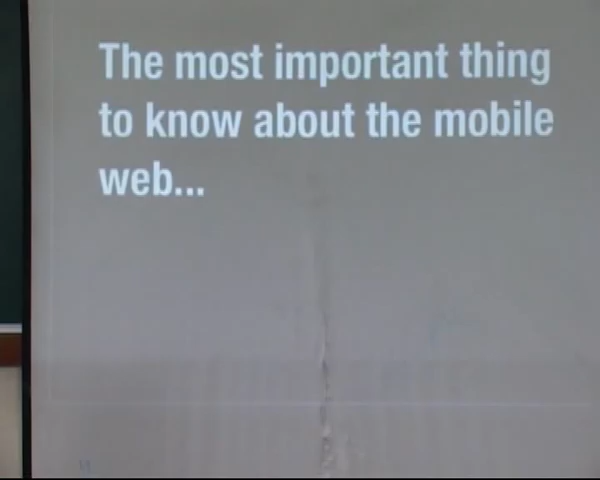 The most important thing
to know about the mobile
web...